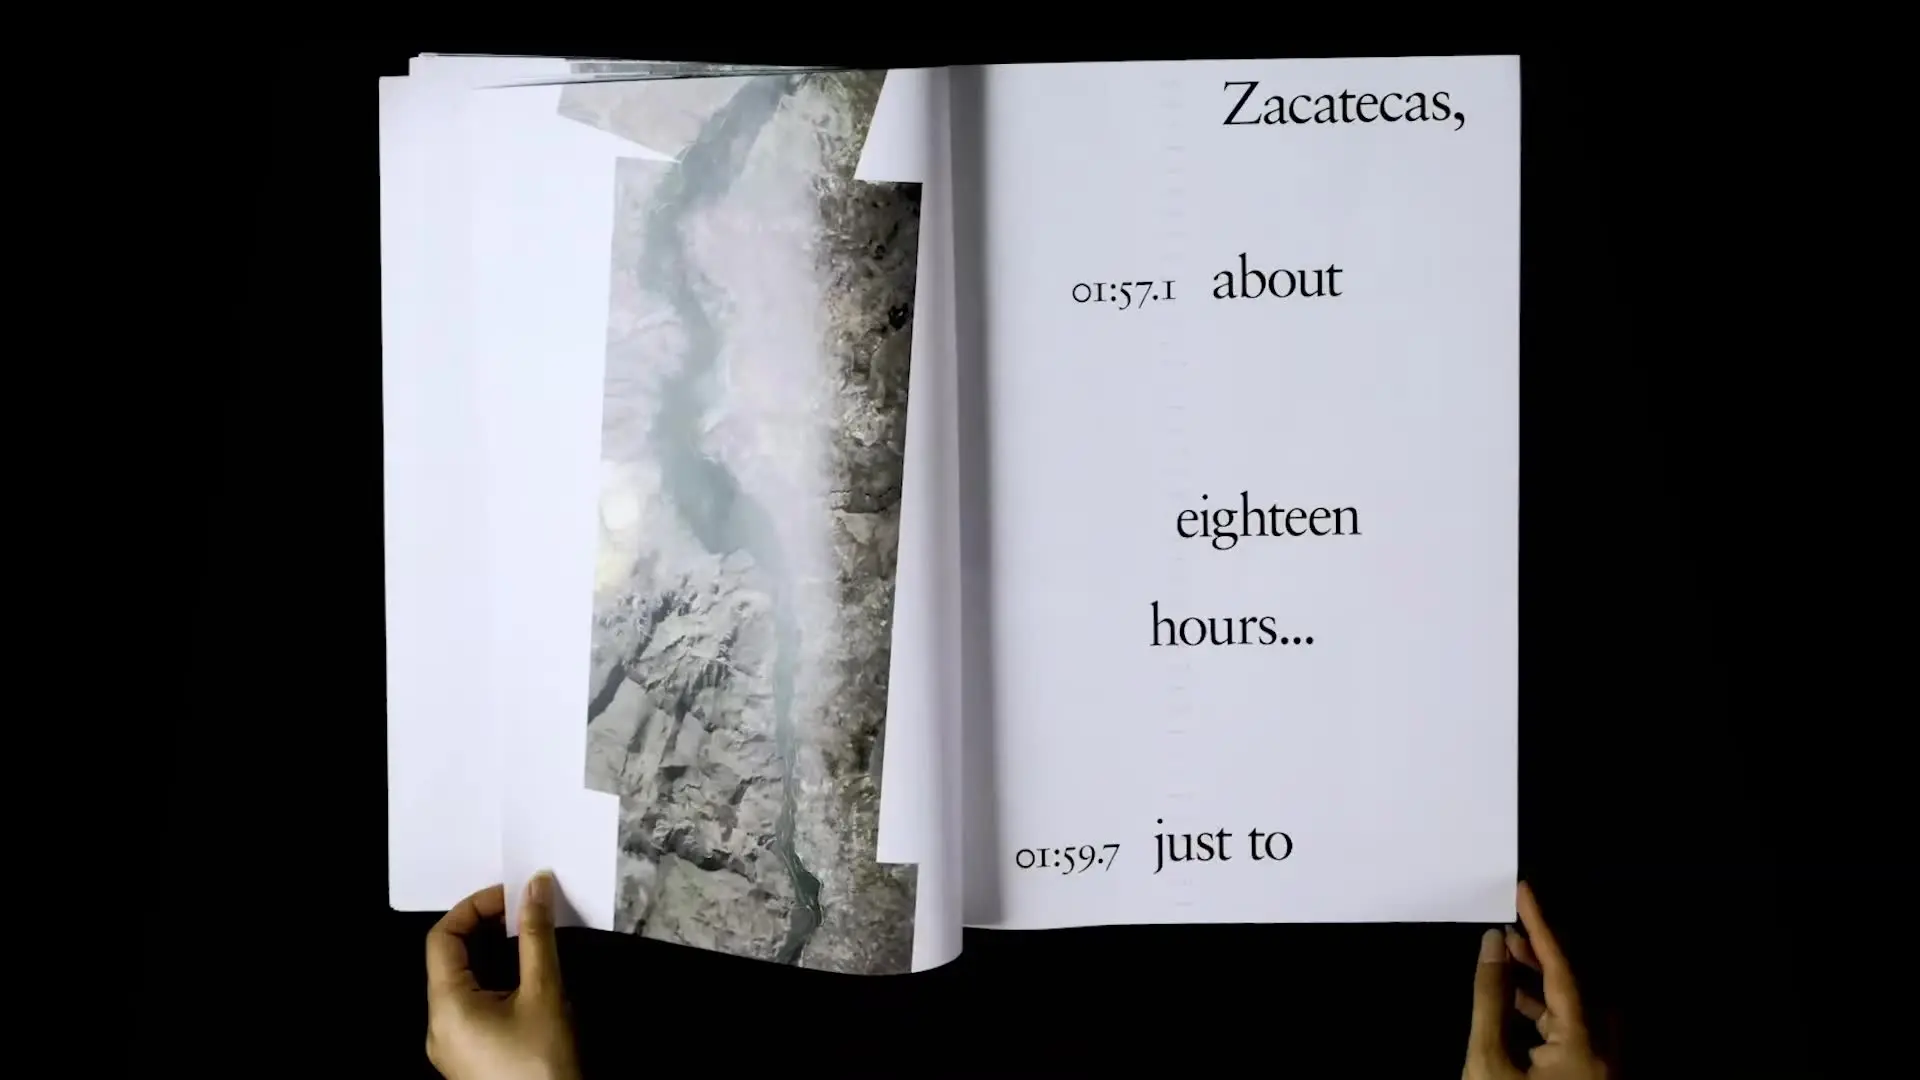 Zacatecas,
01:57.1 about
eighteen
hours...
01:59.7 just to